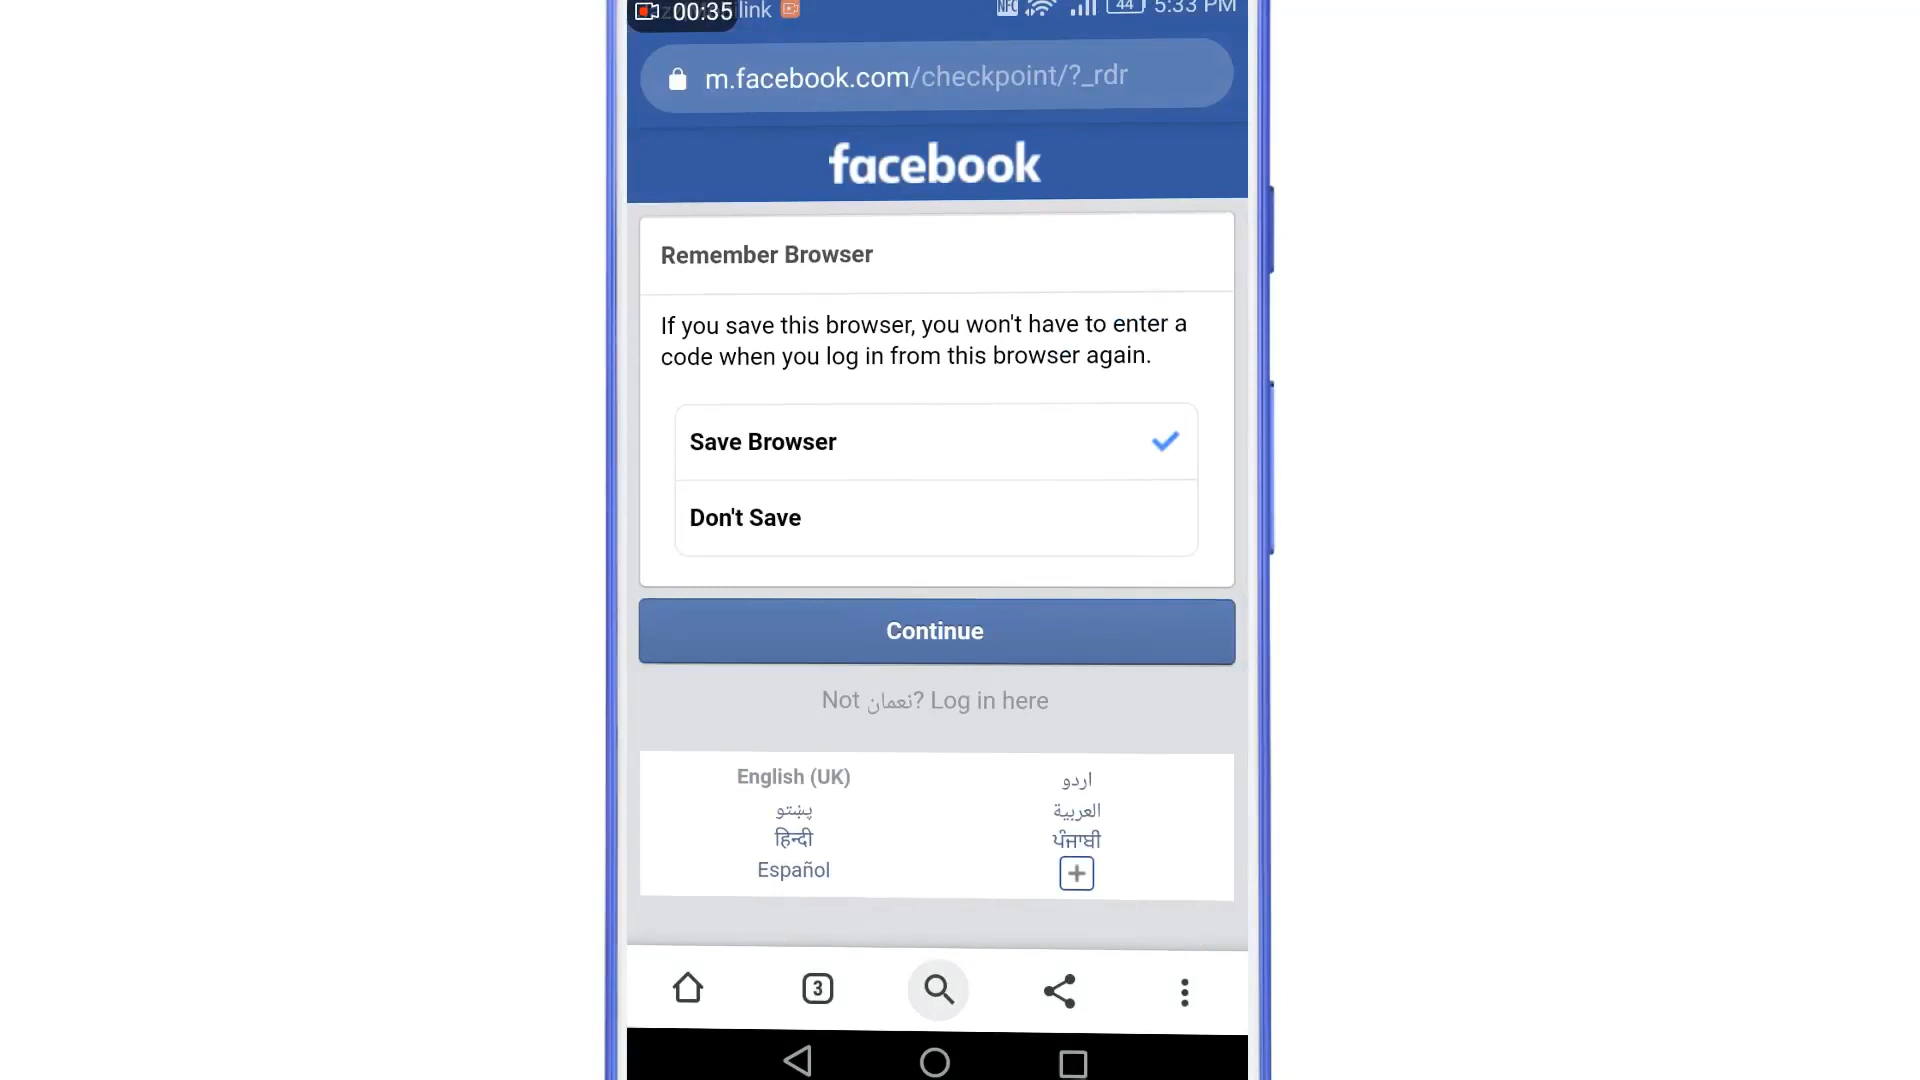 00:35 link NFC 44 5:33 PM
m.facebook.com/checkpoint/?_rdr
facebook
Remember Browser
If you save this browser, you won't have to enter a
code when you log in from this browser again.
Save Browser
Don't Save
Continue
Not نعمان? Log in here
English (UK)
اردو
پښتو
العربية
हिन्दी
ਪੰਜਾਬੀ
Español
3